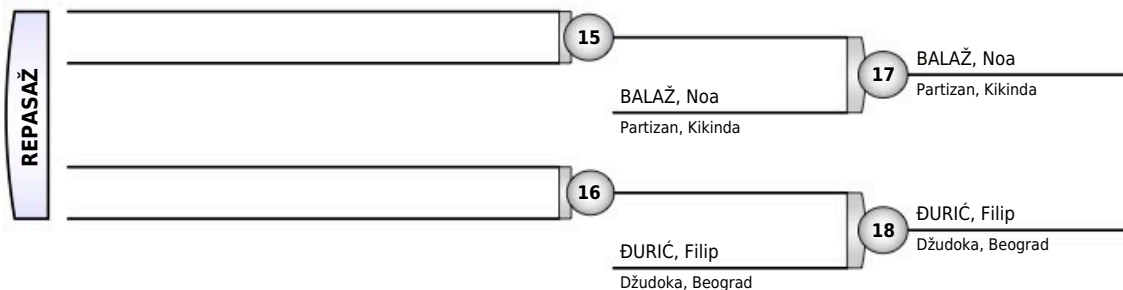 REPASAŽ
15
BALAŽ, Noa
Partizan, Kikinda
17
BALAŽ, Noa
Partizan, Kikinda
16
ĐURIĆ, Filip
Džudoka, Beograd
18
ĐURIĆ, Filip
Džudoka, Beograd